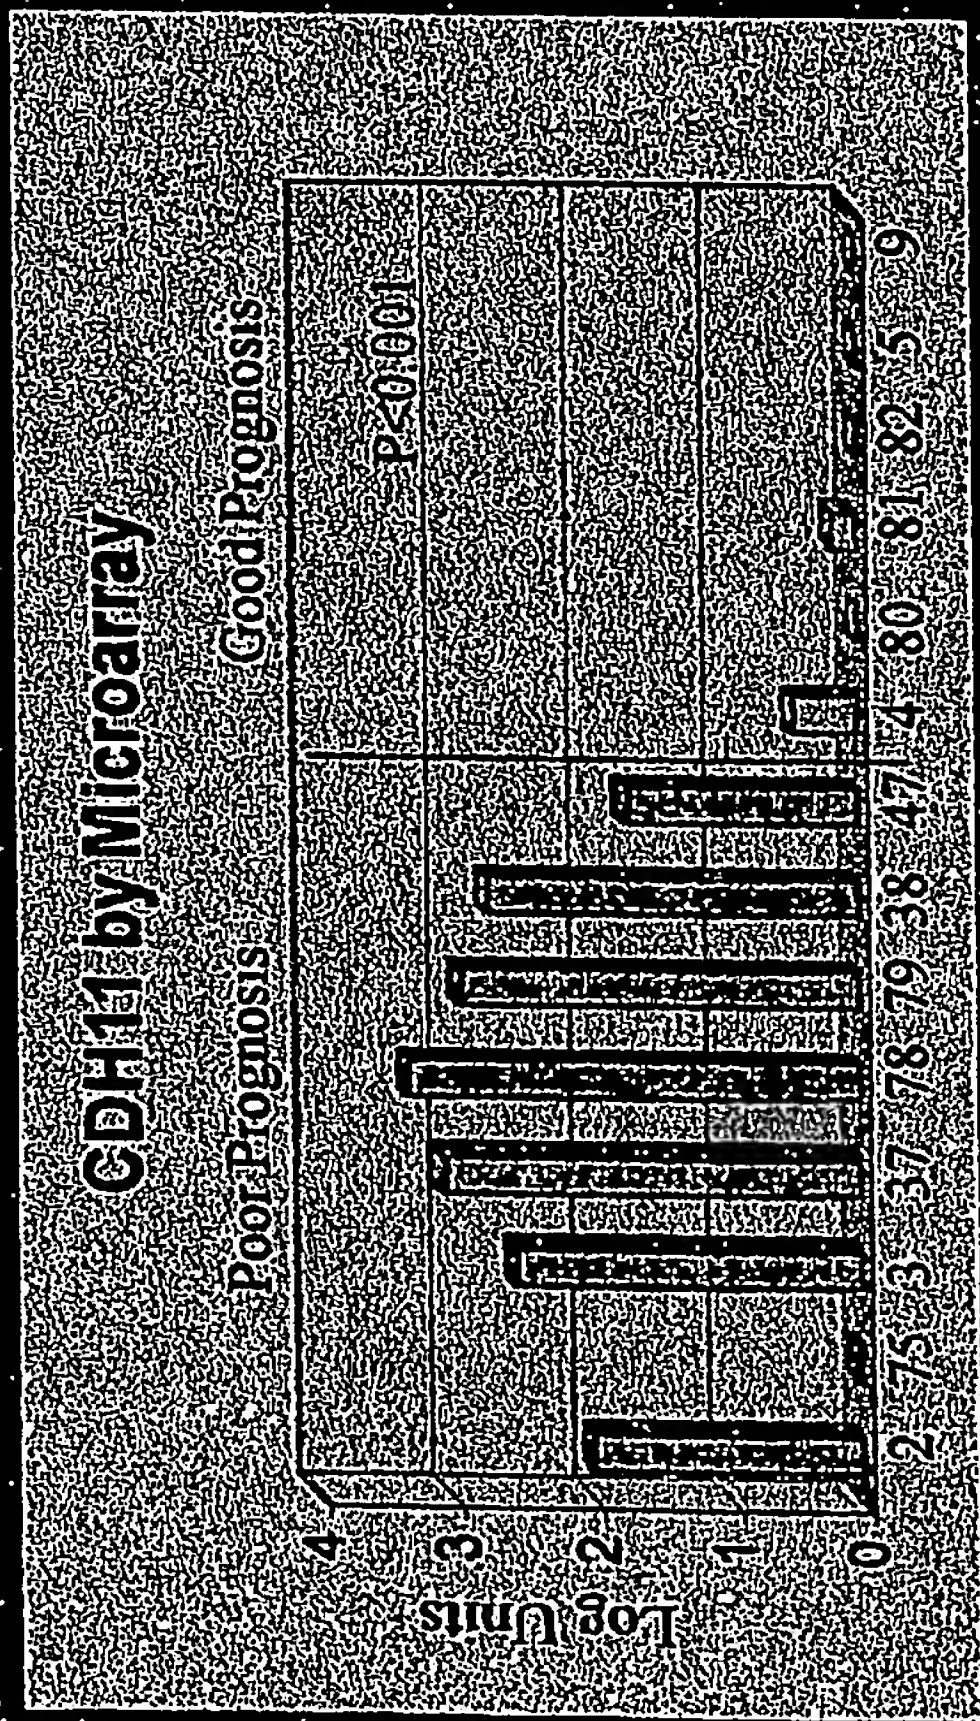 CDH11 by Microarray
Poor Prognosis Good Prognosis
P<0.001
Log Units
4
3
2
1
0
2 75 3 37 78 79 38 47 4 80 81 82 5 9